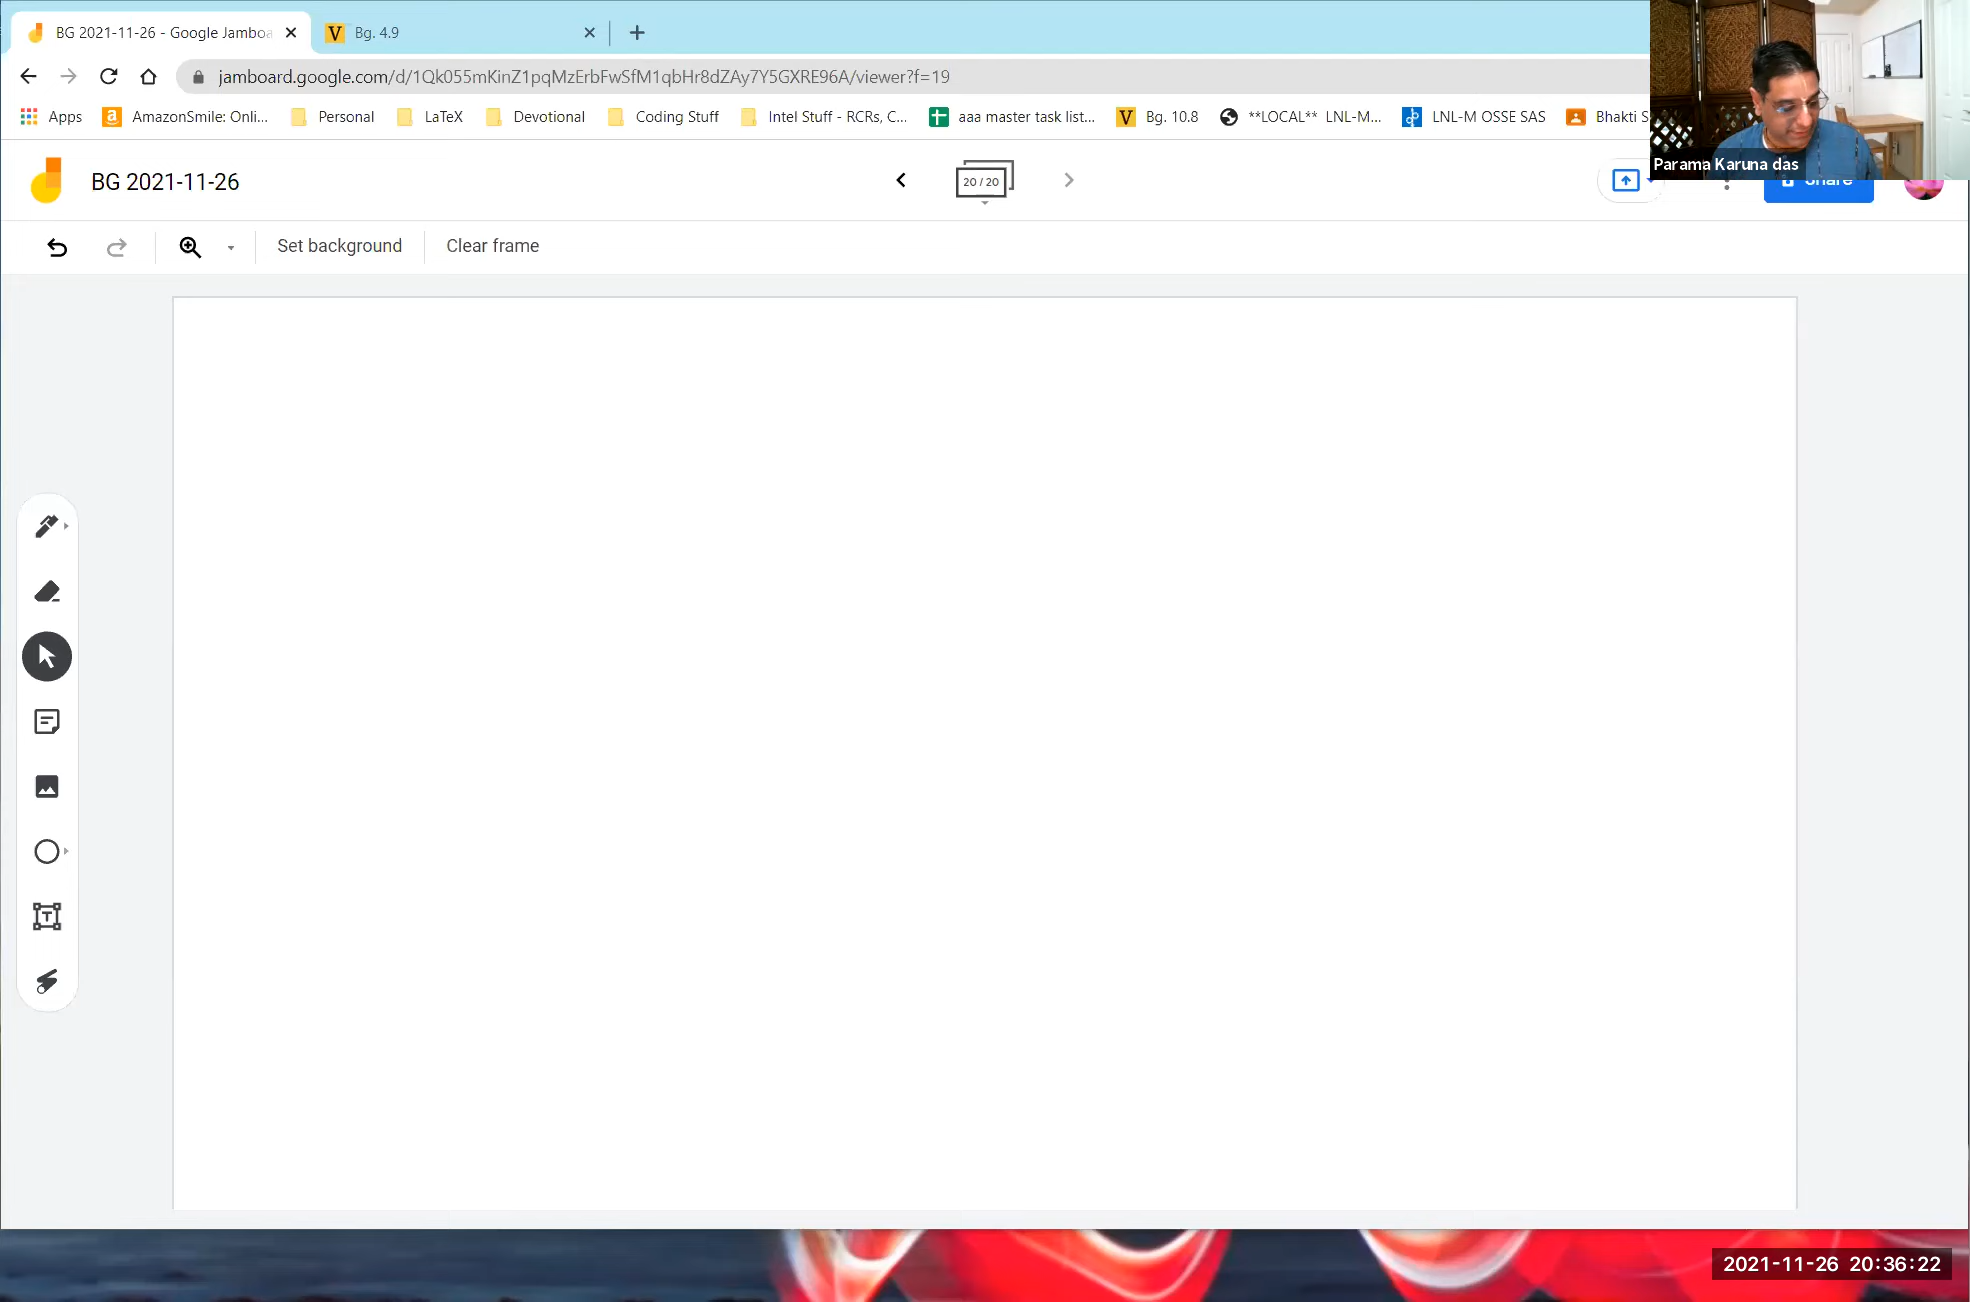 BG 2021-11-26 - Google Jamboa
Bg. 4.9
jamboard.google.com/d/1Qk055mKinZ1pqMzErbFwSfM1qbHr8dZAy7Y5GXRE96A/viewer?f=19
Apps AmazonSmile: Onli... Personal LaTeX Devotional Coding Stuff Intel Stuff - RCRs, C... aaa master task list... Bg. 10.8 **LOCAL** LNL-M... LNL-M OSSE SAS Bhakti S
Parama Karuna das
BG 2021-11-26
20 / 20
Share
Set background Clear frame
2021-11-26 20:36:22